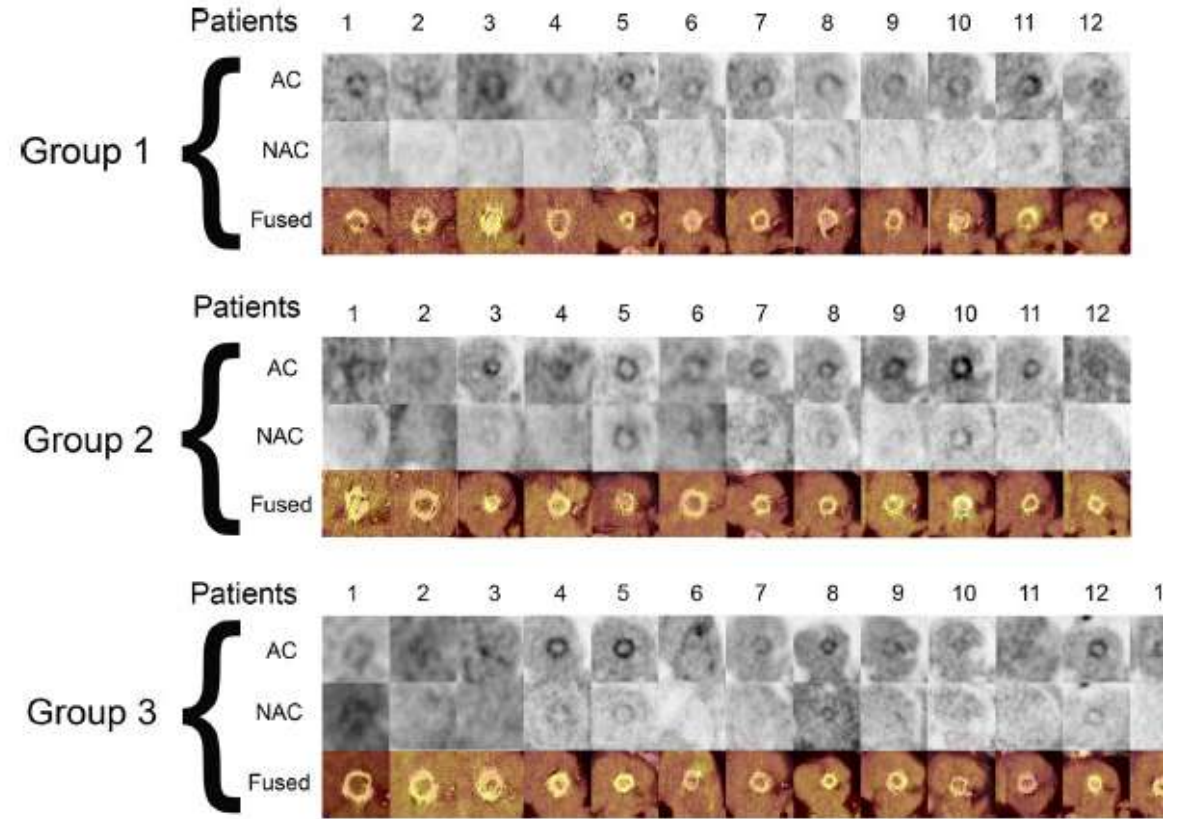 Patients 1 2 3 4 5 6 7 8 9 10 11 12
AC
Group 1
NAC
Fused
Patients 1 2 3 4 5 6 7 8 9 10 11 12
AC
Group 2
NAC
Fused
Patients 1 2 3 4 5 6 7 8 9 10 11 12 1
AC
Group 3
NAC
Fused